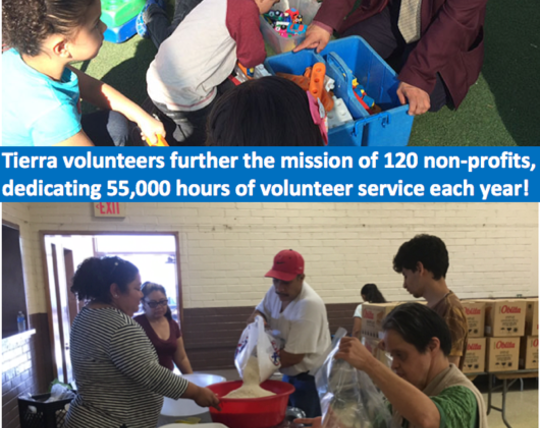 Tierra volunteers further the mission of 120 non-profits,
dedicating 55,000 hours of volunteer service each year!
EXIT